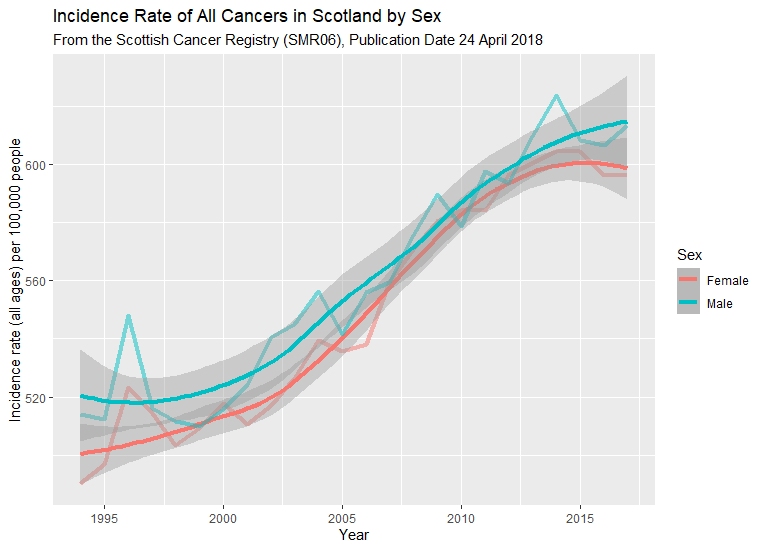 Incidence Rate of All Cancers in Scotland by Sex
From the Scottish Cancer Registry (SMR06), Publication Date 24 April 2018
Incidence rate (all ages) per 100,000 people
600
560
520
1995
2000
2005
2010
2015
Year
Sex
Female
Male